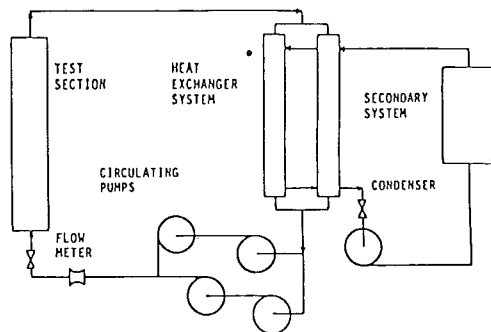 TEST
SECTION
HEAT
EXCHANGER
SYSTEM
SECONDARY
SYSTEM
CIRCULATING
PUMPS
CONDENSER
FLOW
METER